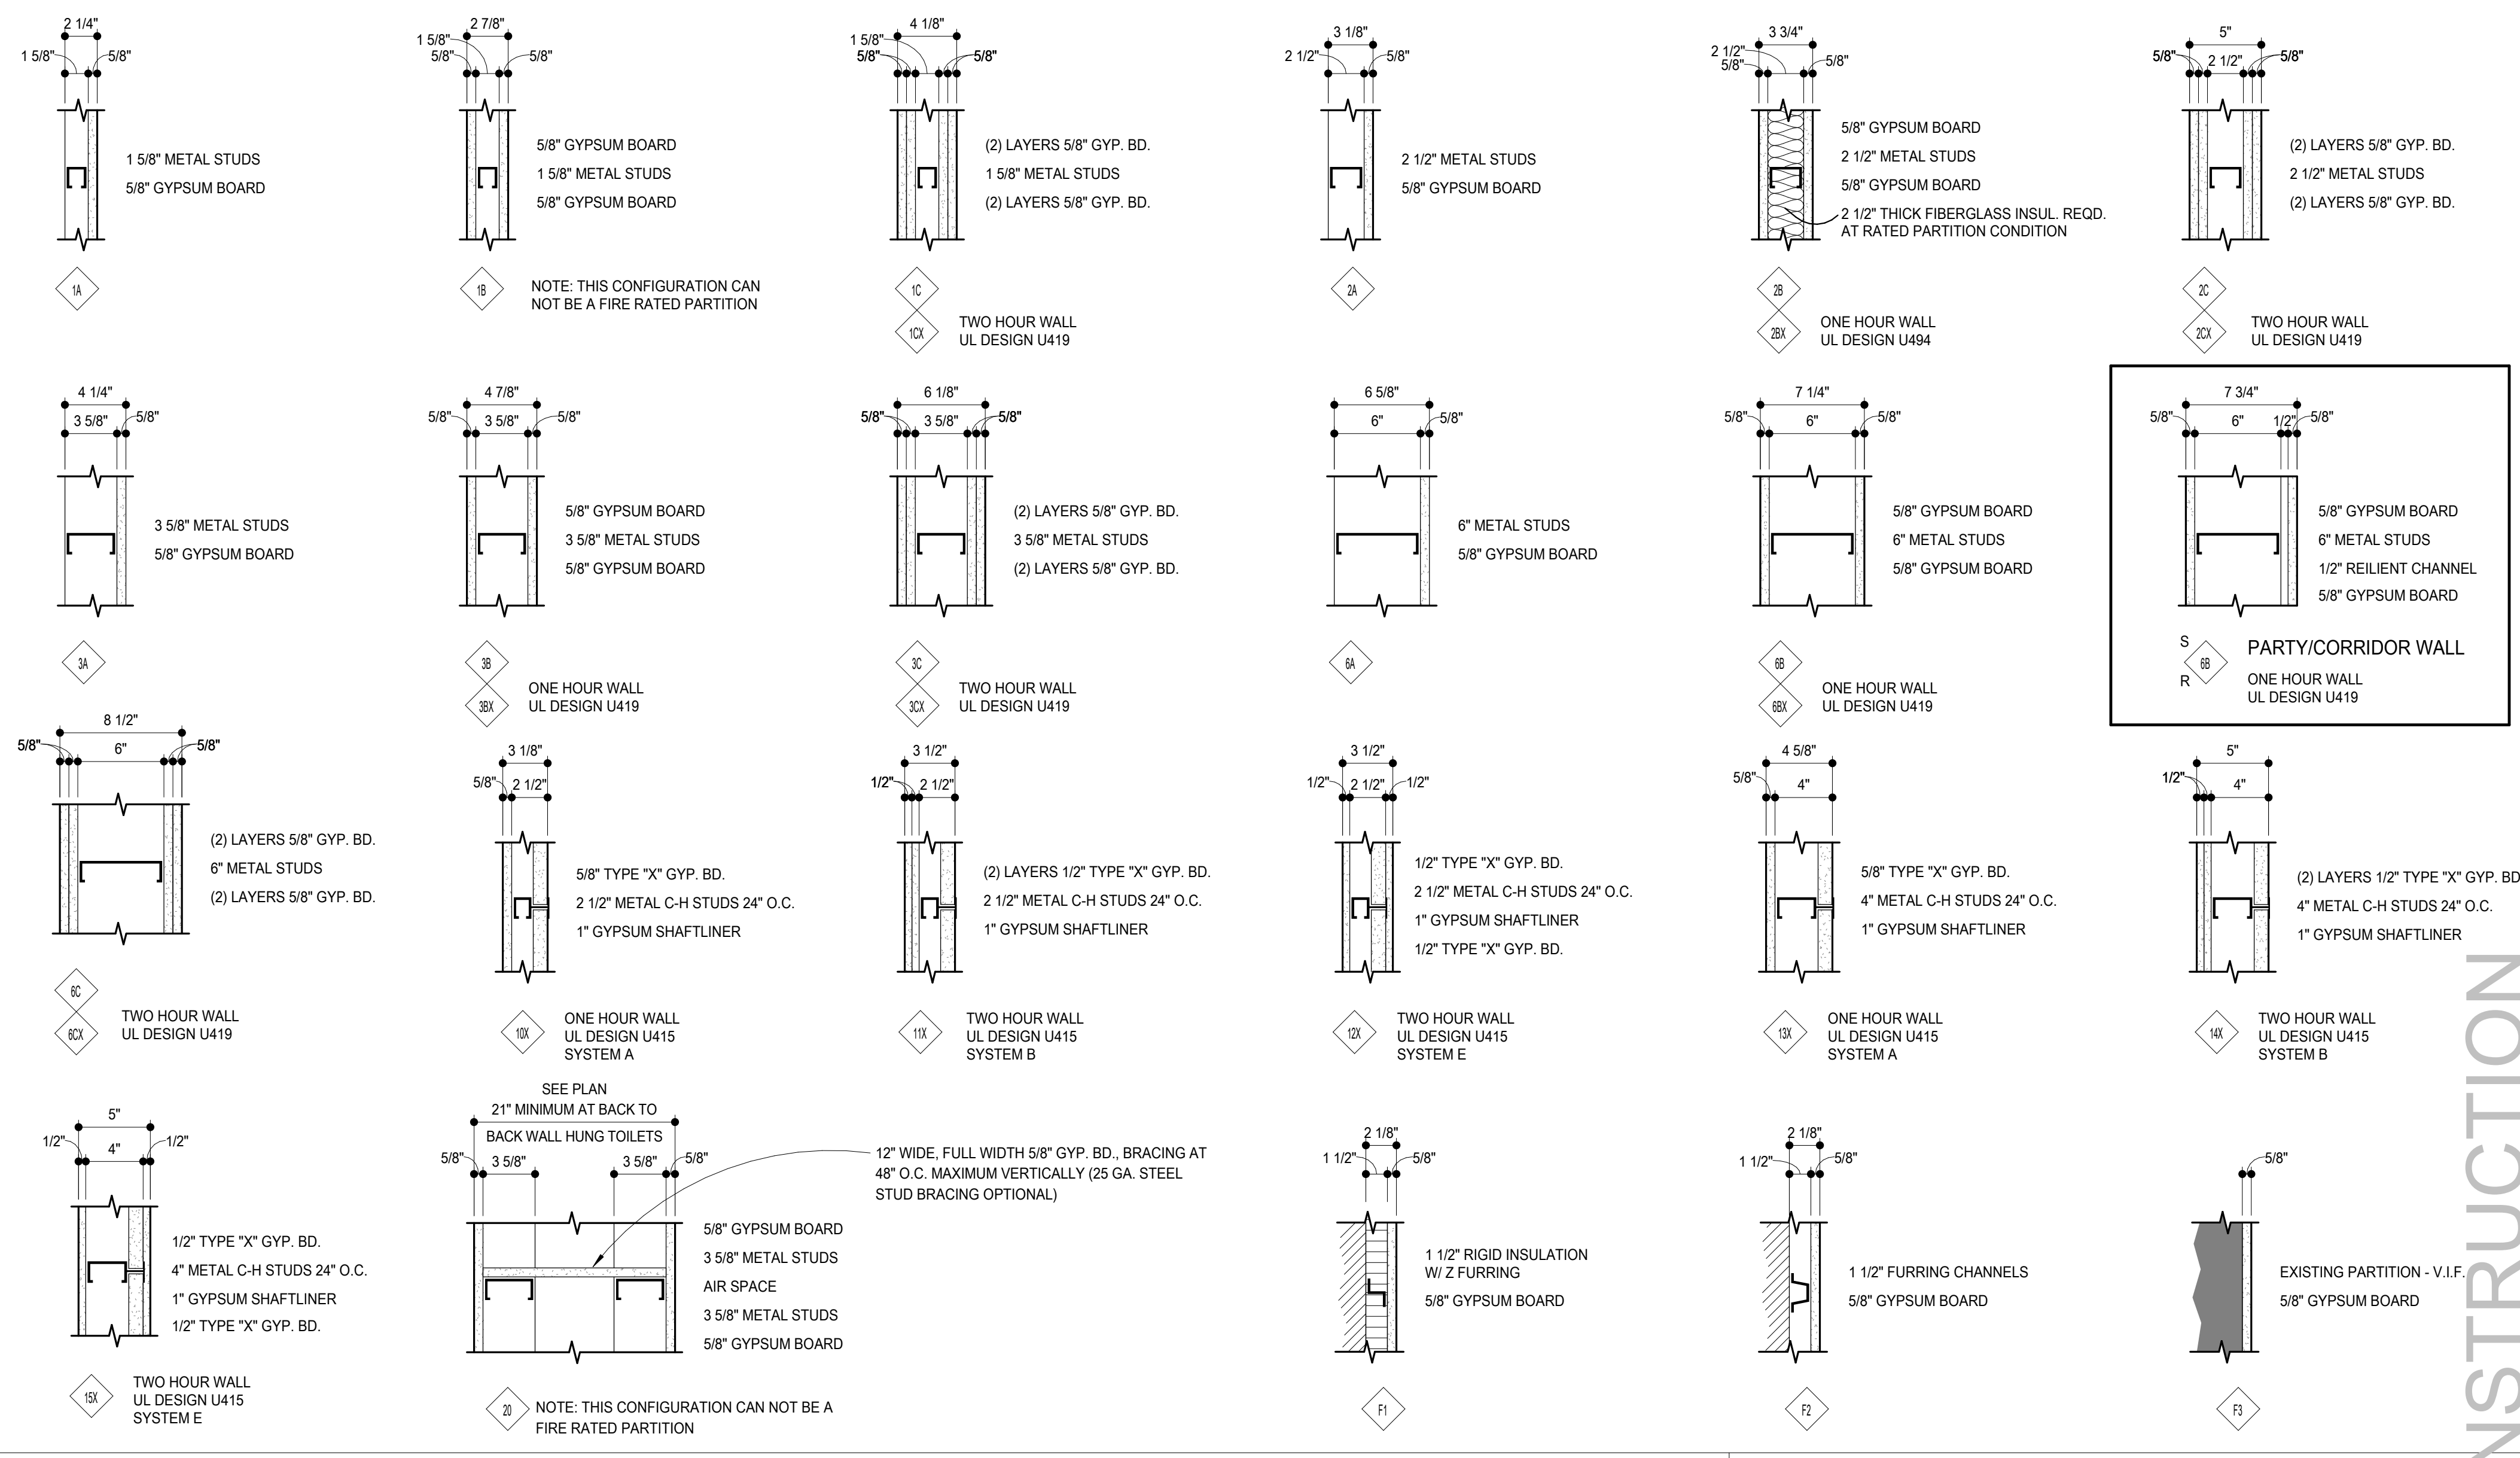 2 1/4"
1 5/8" 5/8"
1 5/8" METAL STUDS
5/8" GYPSUM BOARD
1A
2 7/8"
1 5/8"
5/8" 5/8"
5/8" GYPSUM BOARD
1 5/8" METAL STUDS
5/8" GYPSUM BOARD
1B
NOTE: THIS CONFIGURATION CAN
NOT BE A FIRE RATED PARTITION
4 1/8"
1 5/8"
5/8" 5/8"
(2) LAYERS 5/8" GYP. BD.
1 5/8" METAL STUDS
(2) LAYERS 5/8" GYP. BD.
1C
1CX
TWO HOUR WALL
UL DESIGN U419
3 1/8"
2 1/2" 5/8"
2 1/2" METAL STUDS
5/8" GYPSUM BOARD
2A
3 3/4"
2 1/2"
5/8" 5/8"
5/8" GYPSUM BOARD
2 1/2" METAL STUDS
5/8" GYPSUM BOARD
2 1/2" THICK FIBERGLASS INSUL. REQD.
AT RATED PARTITION CONDITION
2B
2BX
ONE HOUR WALL
UL DESIGN U494
5"
5/8" 2 1/2" 5/8"
(2) LAYERS 5/8" GYP. BD.
2 1/2" METAL STUDS
(2) LAYERS 5/8" GYP. BD.
2C
2CX
TWO HOUR WALL
UL DESIGN U419
4 1/4"
3 5/8" 5/8"
3 5/8" METAL STUDS
5/8" GYPSUM BOARD
3A
4 7/8"
5/8" 3 5/8" 5/8"
5/8" GYPSUM BOARD
3 5/8" METAL STUDS
5/8" GYPSUM BOARD
3B
3BX
ONE HOUR WALL
UL DESIGN U419
6 1/8"
5/8" 3 5/8" 5/8"
(2) LAYERS 5/8" GYP. BD.
3 5/8" METAL STUDS
(2) LAYERS 5/8" GYP. BD.
3C
3CX
TWO HOUR WALL
UL DESIGN U419
6 5/8"
6" 5/8"
6" METAL STUDS
5/8" GYPSUM BOARD
6A
7 1/4"
5/8" 6" 5/8"
5/8" GYPSUM BOARD
6" METAL STUDS
5/8" GYPSUM BOARD
6B
6BX
ONE HOUR WALL
UL DESIGN U419
7 3/4"
5/8" 6" 1/2" 5/8"
5/8" GYPSUM BOARD
6" METAL STUDS
1/2" REILIENT CHANNEL
5/8" GYPSUM BOARD
S
6B
R
PARTY/CORRIDOR WALL
ONE HOUR WALL
UL DESIGN U419
8 1/2"
5/8" 6" 5/8"
(2) LAYERS 5/8" GYP. BD.
6" METAL STUDS
(2) LAYERS 5/8" GYP. BD.
6C
6CX
TWO HOUR WALL
UL DESIGN U419
3 1/8"
5/8" 2 1/2"
5/8" TYPE "X" GYP. BD.
2 1/2" METAL C-H STUDS 24" O.C.
1" GYPSUM SHAFTLINER
10X
ONE HOUR WALL
UL DESIGN U415
SYSTEM A
3 1/2"
1/2" 2 1/2"
(2) LAYERS 1/2" TYPE "X" GYP. BD.
2 1/2" METAL C-H STUDS 24" O.C.
1" GYPSUM SHAFTLINER
11X
TWO HOUR WALL
UL DESIGN U415
SYSTEM B
3 1/2"
1/2" 2 1/2" 1/2"
1/2" TYPE "X" GYP. BD.
2 1/2" METAL C-H STUDS 24" O.C.
1" GYPSUM SHAFTLINER
1/2" TYPE "X" GYP. BD.
12X
TWO HOUR WALL
UL DESIGN U415
SYSTEM E
4 5/8"
5/8" 4"
5/8" TYPE "X" GYP. BD.
4" METAL C-H STUDS 24" O.C.
1" GYPSUM SHAFTLINER
13X
ONE HOUR WALL
UL DESIGN U415
SYSTEM A
5"
1/2" 4"
(2) LAYERS 1/2" TYPE "X" GYP. BD
4" METAL C-H STUDS 24" O.C.
1" GYPSUM SHAFTLINER
14X
TWO HOUR WALL
UL DESIGN U415
SYSTEM B
5"
1/2" 4" 1/2"
1/2" TYPE "X" GYP. BD.
4" METAL C-H STUDS 24" O.C.
1" GYPSUM SHAFTLINER
1/2" TYPE "X" GYP. BD.
15X
TWO HOUR WALL
UL DESIGN U415
SYSTEM E
SEE PLAN
21" MINIMUM AT BACK TO
BACK WALL HUNG TOILETS
5/8" 3 5/8" 3 5/8" 5/8"
12" WIDE, FULL WIDTH 5/8" GYP. BD., BRACING AT
48" O.C. MAXIMUM VERTICALLY (25 GA. STEEL
STUD BRACING OPTIONAL)
5/8" GYPSUM BOARD
3 5/8" METAL STUDS
AIR SPACE
3 5/8" METAL STUDS
5/8" GYPSUM BOARD
20
NOTE: THIS CONFIGURATION CAN NOT BE A
FIRE RATED PARTITION
2 1/8"
1 1/2" 5/8"
1 1/2" RIGID INSULATION
W/ Z FURRING
5/8" GYPSUM BOARD
F1
2 1/8"
1 1/2" 5/8"
1 1/2" FURRING CHANNELS
5/8" GYPSUM BOARD
F2
5/8"
EXISTING PARTITION - V.I.F.
5/8" GYPSUM BOARD
F3
NSTRUCTION